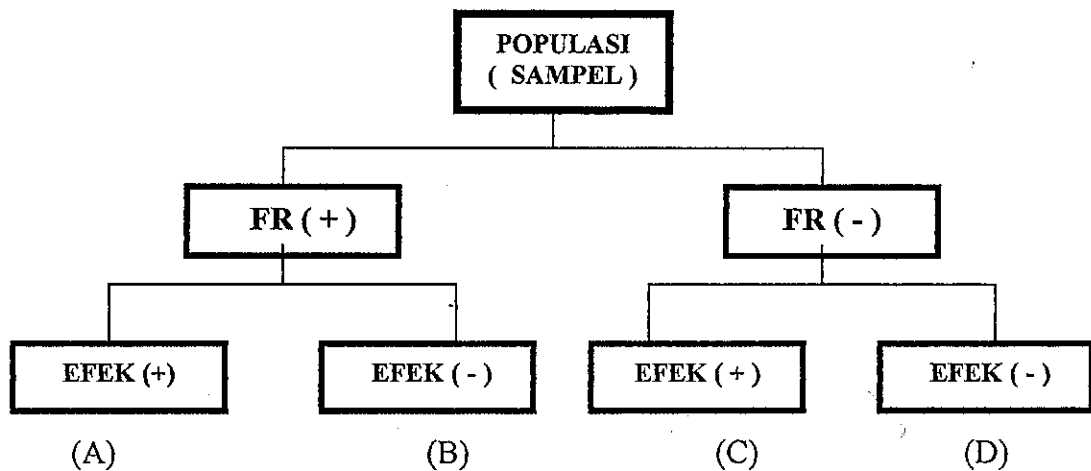 POPULASI
( SAMPEL )
FR ( + )
FR ( - )
EFEK (+)
EFEK ( - )
EFEK ( + )
EFEK ( - )
(A)
(B)
(C)
(D)